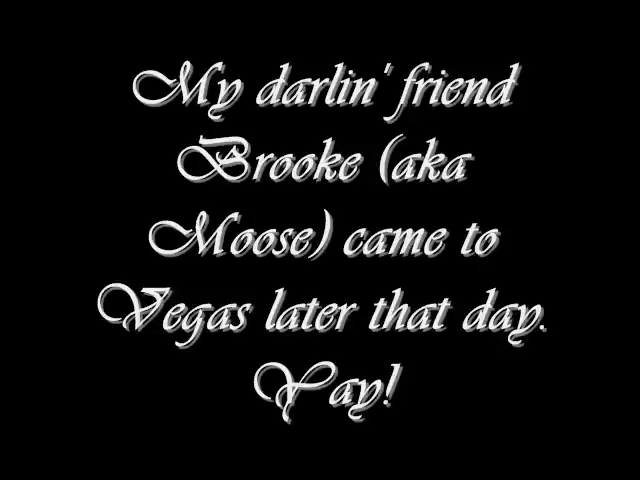 My darlin' friend
Brooke (aka
Moose) came to
Vegas later that day.
Yay!